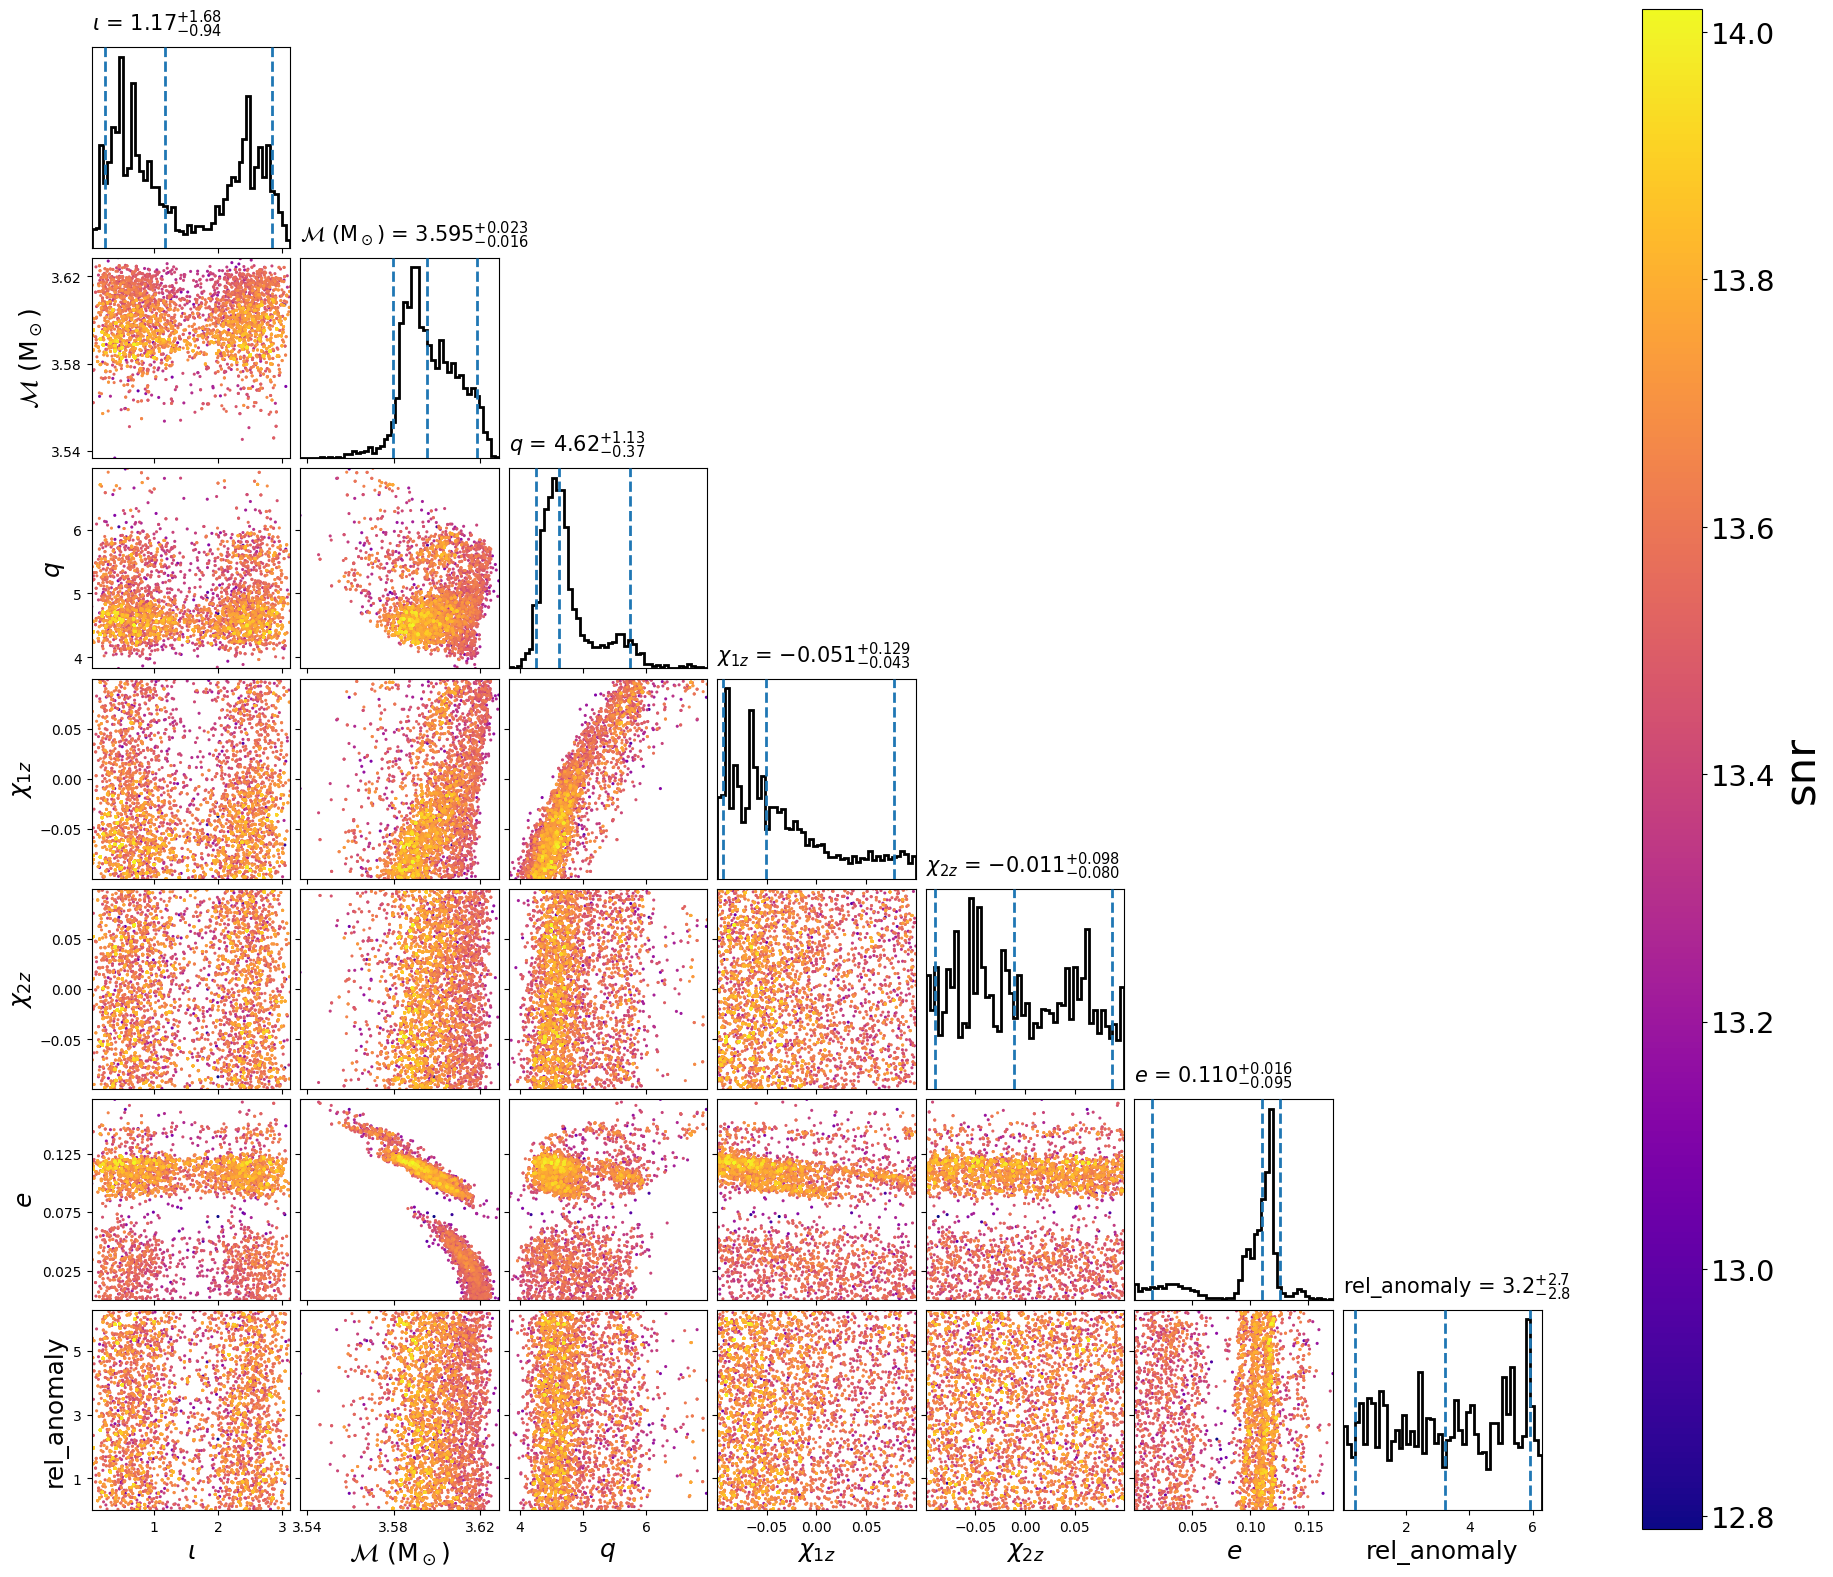 ι = 1.17 +1.68 −0.94
14.0
ℳ (M_⊙) = 3.595 +0.023 −0.016
3.62
3.58
3.54
ℳ (M_⊙)
13.8
q = 4.62 +1.13 −0.37
6
5
4
q
13.6
χ1z = −0.051 +0.129 −0.043
0.05
0.00
−0.05
χ1z
snr
13.4
χ2z = −0.011 +0.098 −0.080
0.05
0.00
−0.05
χ2z
13.2
e = 0.110 +0.016 −0.095
0.125
0.075
0.025
e
13.0
rel_anomaly = 3.2 +2.7 −2.8
5
3
1
rel_anomaly
12.8
1 2 3 3.54 3.58 3.62 4 5 6 −0.05 0.00 0.05 −0.05 0.00 0.05 0.05 0.10 0.15 2 4 6
ι ℳ (M_⊙) q χ1z χ2z e rel_anomaly